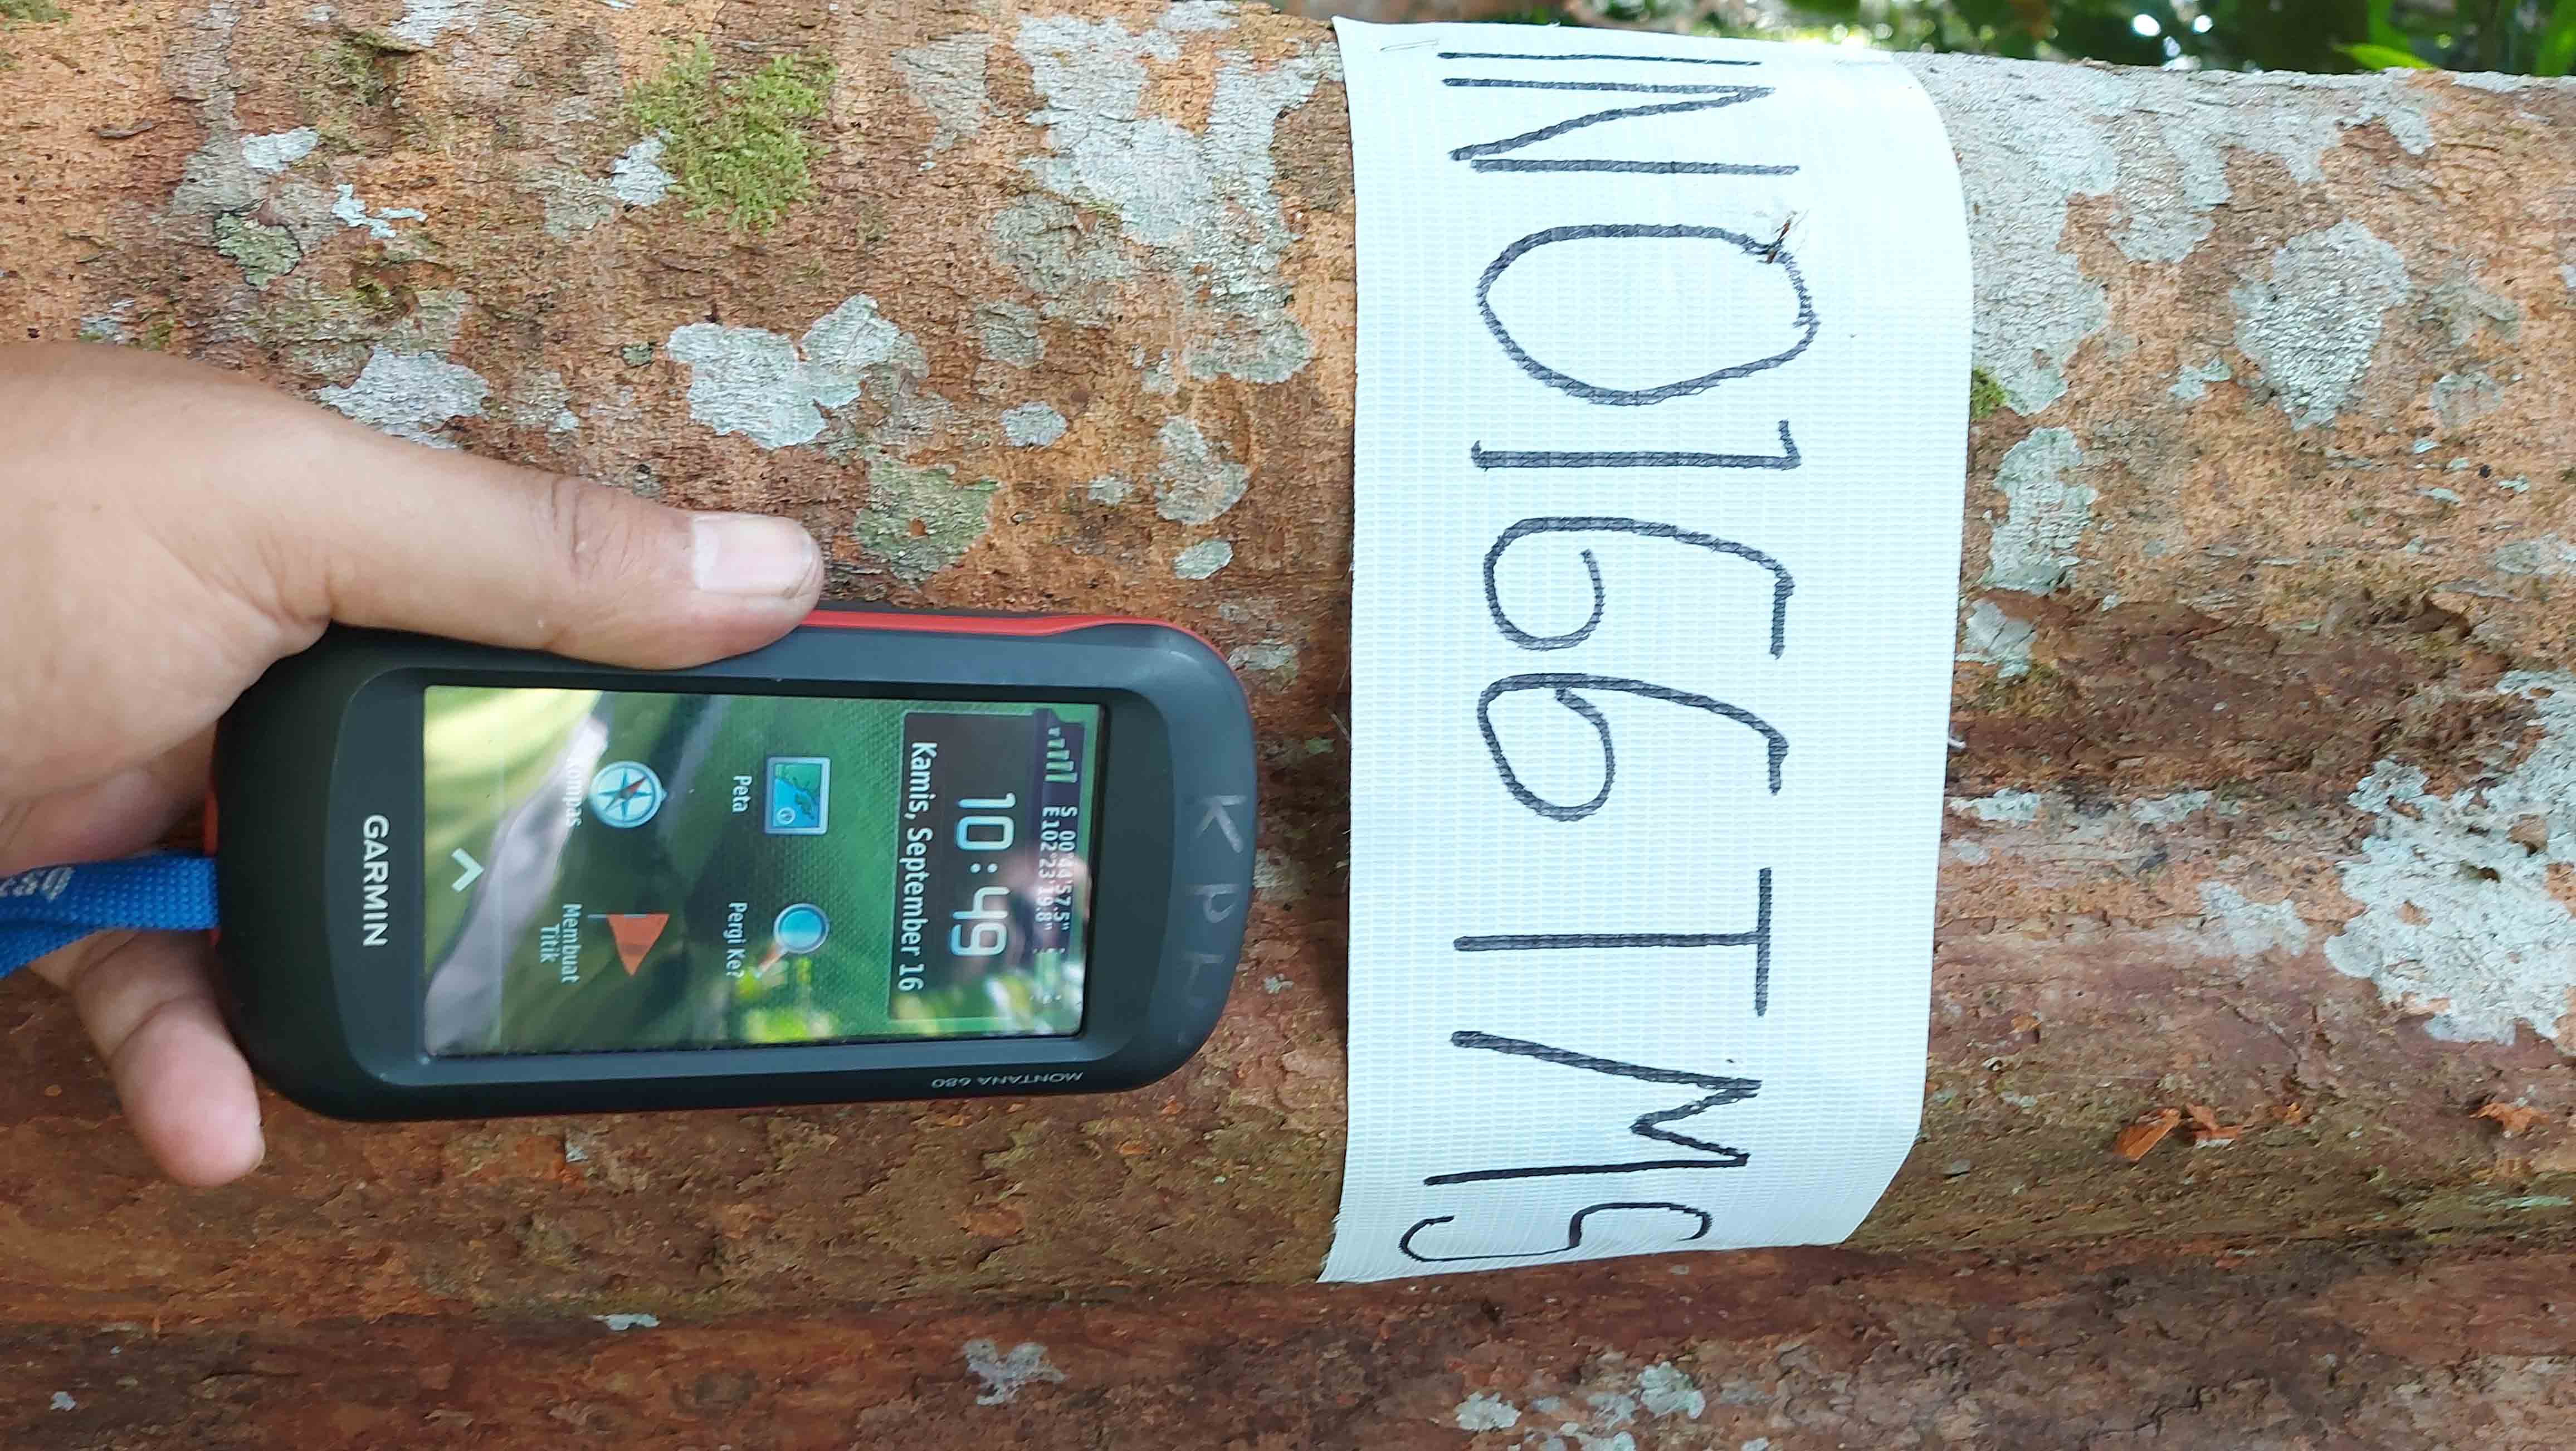 INO166TMS
KPH
MONTANA 680
S 00°44'57.5"
E102°23'19.8"
10:49
Kamis, September 16
Peta
Pergi Ke?
Kompas
Membuat
Titik
GARMIN